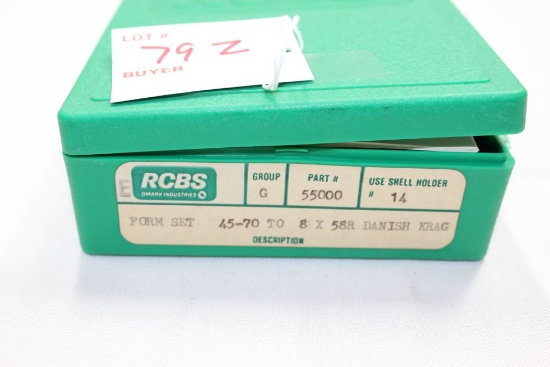 LOT #
79 Z
BUYER
E
RCBS
OMARK INDUSTRIES
GROUP
G
PART #
55000
USE SHELL HOLDER
# 14
FORM SET 45-70 TO 8 X 58R DANISH KRAG
DESCRIPTION